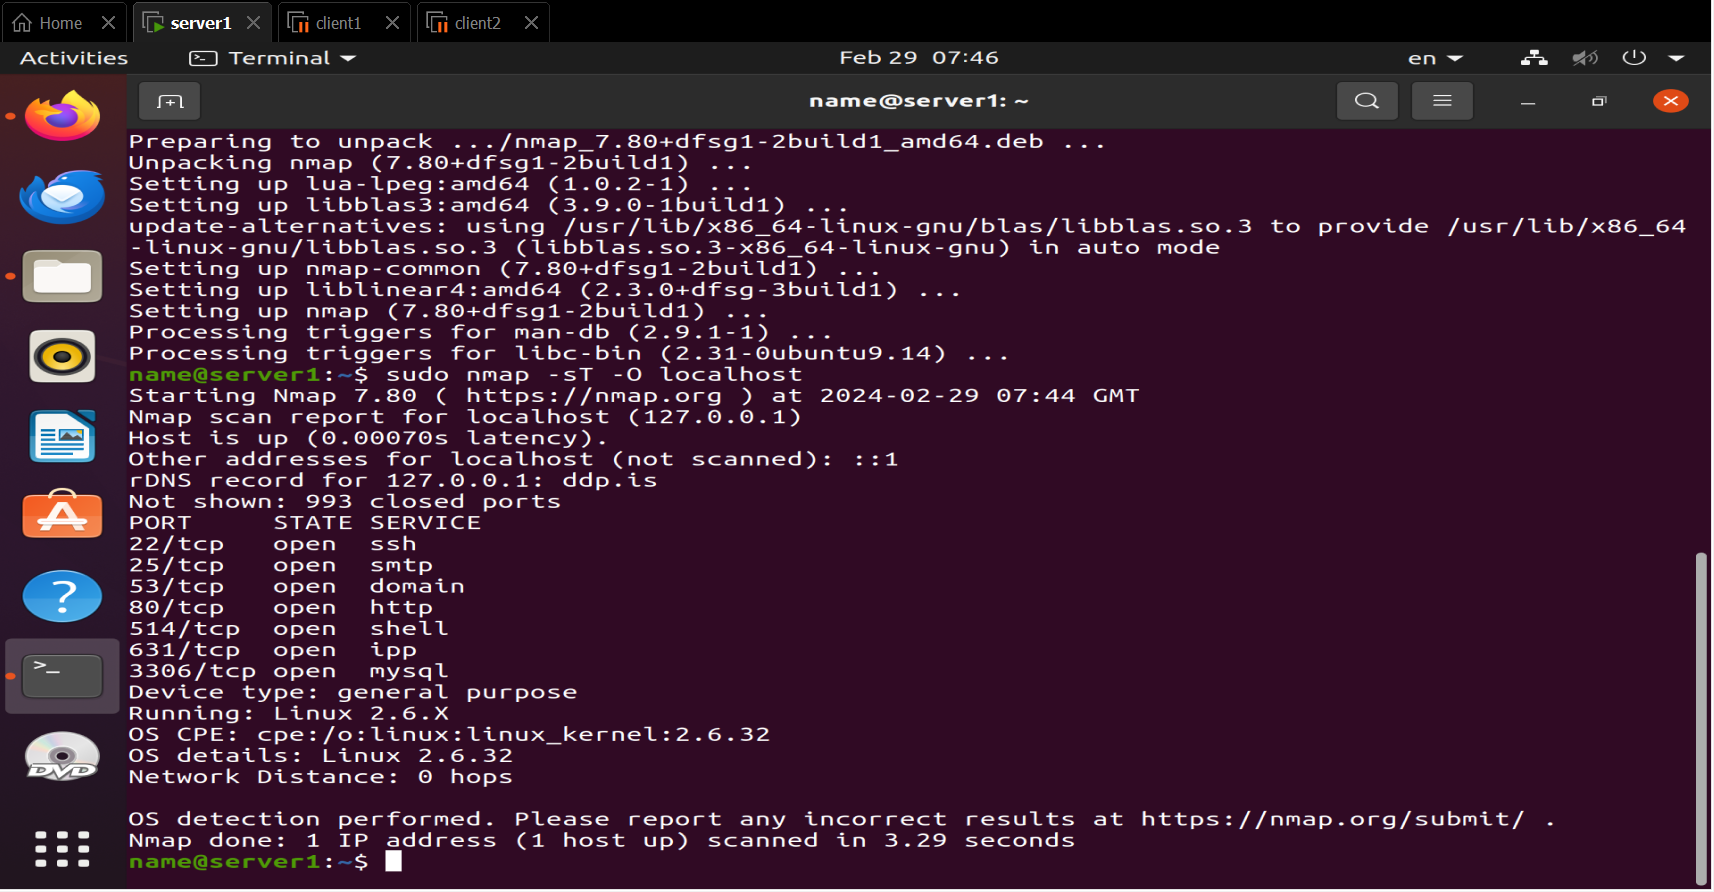 Home
server1
client1
client2
Activities
Terminal
Feb 29 07:46
en
name@server1: ~
Preparing to unpack .../nmap_7.80+dfsg1-2build1_amd64.deb ...
Unpacking nmap (7.80+dfsg1-2build1) ...
Setting up lua-lpeg:amd64 (1.0.2-1) ...
Setting up libblas3:amd64 (3.9.0-1build1) ...
update-alternatives: using /usr/lib/x86_64-linux-gnu/blas/libblas.so.3 to provide /usr/lib/x86_64
-linux-gnu/libblas.so.3 (libblas.so.3-x86_64-linux-gnu) in auto mode
Setting up nmap-common (7.80+dfsg1-2build1) ...
Setting up liblinear4:amd64 (2.3.0+dfsg-3build1) ...
Setting up nmap (7.80+dfsg1-2build1) ...
Processing triggers for man-db (2.9.1-1) ...
Processing triggers for libc-bin (2.31-0ubuntu9.14) ...
name@server1:~$ sudo nmap -sT -O localhost
Starting Nmap 7.80 ( https://nmap.org ) at 2024-02-29 07:44 GMT
Nmap scan report for localhost (127.0.0.1)
Host is up (0.00070s latency).
Other addresses for localhost (not scanned): ::1
rDNS record for 127.0.0.1: ddp.is
Not shown: 993 closed ports
PORT     STATE SERVICE
22/tcp   open  ssh
25/tcp   open  smtp
53/tcp   open  domain
80/tcp   open  http
514/tcp  open  shell
631/tcp  open  ipp
3306/tcp open  mysql
Device type: general purpose
Running: Linux 2.6.X
OS CPE: cpe:/o:linux:linux_kernel:2.6.32
OS details: Linux 2.6.32
Network Distance: 0 hops
OS detection performed. Please report any incorrect results at https://nmap.org/submit/ .
Nmap done: 1 IP address (1 host up) scanned in 3.29 seconds
name@server1:~$
DVD